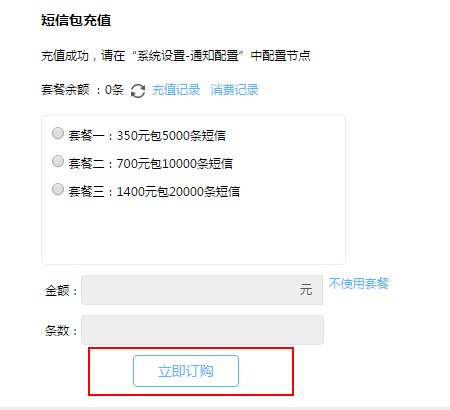 短信包充值
充值成功，请在“系统设置-通知配置”中配置节点
套餐余额 ：0条 充值记录 消费记录
套餐一：350元包5000条短信
套餐二：700元包10000条短信
套餐三：1400元包20000条短信
金额： 元 不使用套餐
条数：
立即订购